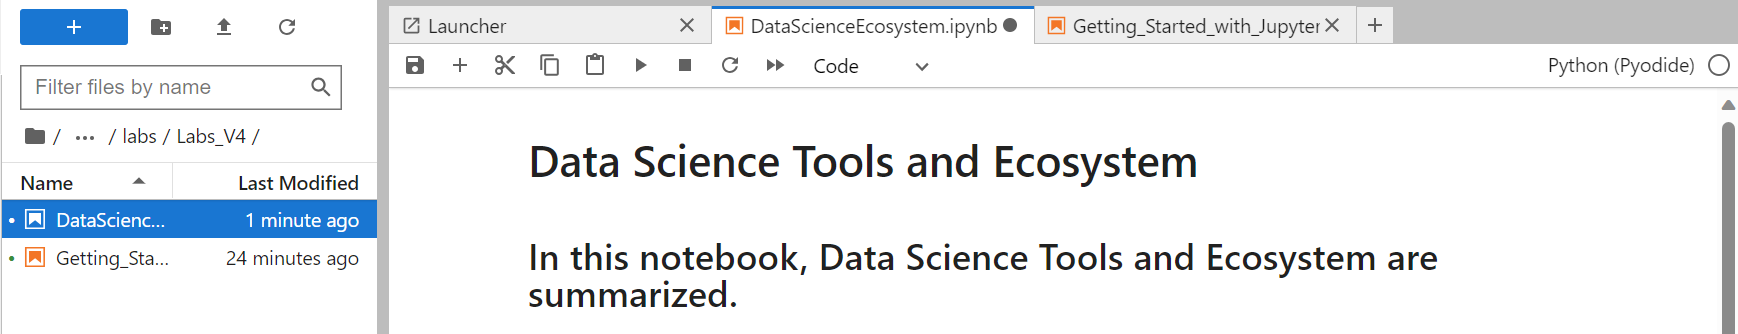 Filter files by name
/ ... / labs / Labs_V4 /
Name Last Modified
DataScienc... 1 minute ago
Getting_Sta... 24 minutes ago
Launcher
DataScienceEcosystem.ipynb
Getting_Started_with_Jupyter
Code
Python (Pyodide)
Data Science Tools and Ecosystem
In this notebook, Data Science Tools and Ecosystem are
summarized.